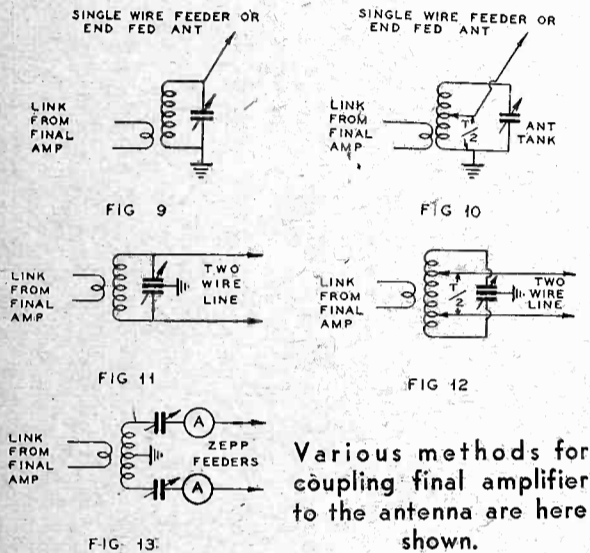 SINGLE WIRE FEEDER OR
END FED ANT
LINK
FROM
FINAL
AMP
FIG 9
SINGLE WIRE FEEDER OR
END FED ANT
LINK
FROM
FINAL
AMP
T/2
ANT
TANK
FIG 10
LINK
FROM
FINAL
AMP
TWO
WIRE
LINE
FIG 11
LINK
FROM
FINAL
AMP
T/2
TWO
WIRE
LINE
FIG 12
LINK
FROM
FINAL
AMP
A
ZEPP
FEEDERS
A
FIG 13
Various methods for
coupling final amplifier
to the antenna are here
shown.